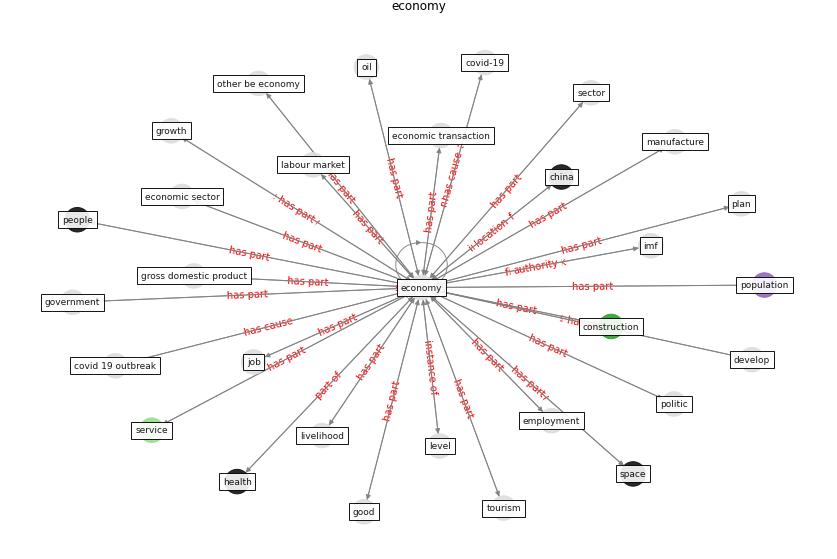 economy
oil
covid-19
other be economy
sector
growth
economic transaction
manufacture
labour market
china
economic sector
plan
people
imf
gross domestic product
population
government
economy
construction
covid 19 outbreak
job
develop
politic
service
livelihood
employment
level
health
space
good
tourism
has part
has part
has part
has part
has part
has part
has part
has part
has part
has part
has part
has part
has part
has cause
has part
has part
has part
has part
part of
has part
has part
instance of
has part
has part
has part